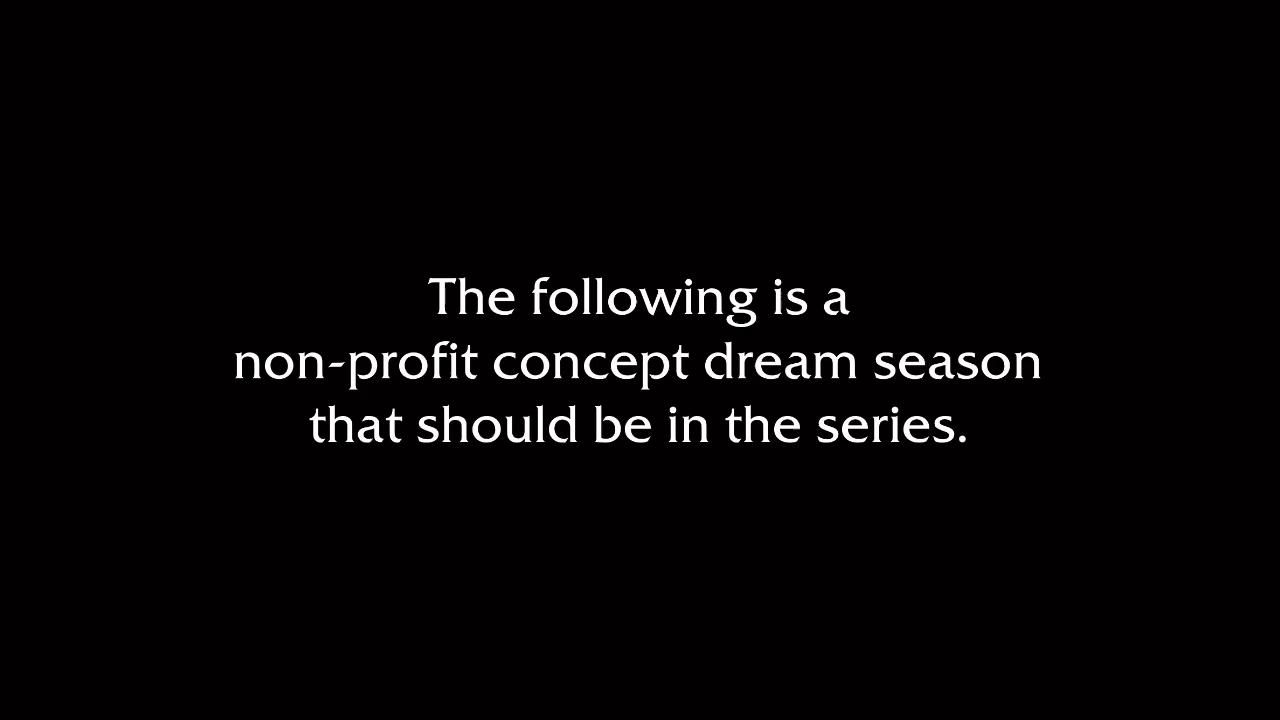 The following is a
non-profit concept dream season
that should be in the series.